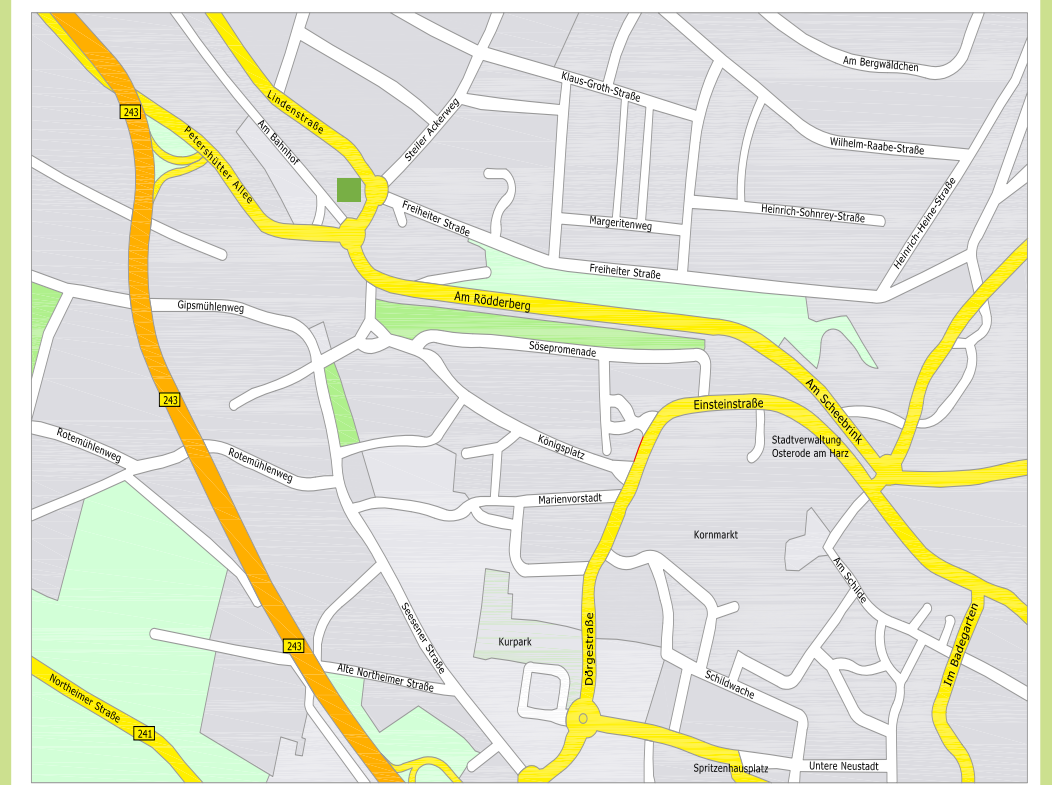 Am Bergwäldchen
Klaus-Groth-Straße
243
Lindenstraße
Am Bahnhof
Steiler Ackerweg
Petershütter Allee
Wilhelm-Raabe-Straße
Freiheiter Straße
Margeritenweg
Heinrich-Sohnrey-Straße
Heinrich-Heine-Straße
Freiheiter Straße
Gipsmühlenweg
Am Rödderberg
Sösepromenade
243
Einsteinstraße
Am Scheebrink
Stadtverwaltung
Osterode am Harz
Rotemühlenweg
Rotemühlenweg
Königsplatz
Marienvorstadt
Kornmarkt
Am Schilde
Seesener Straße
Kurpark
Dörgestraße
Im Badegarten
243
Alte Northeimer Straße
Schildwache
Northeimer Straße
241
Spritzenhausplatz
Untere Neustadt